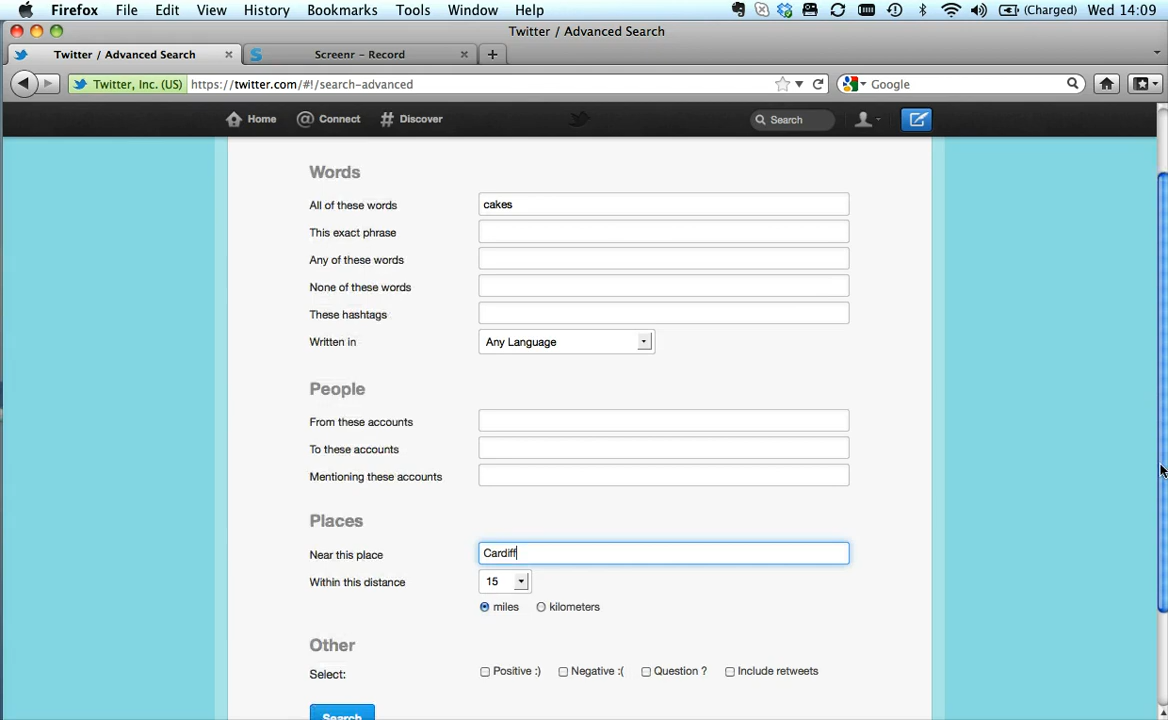 Firefox File Edit View History Bookmarks Tools Window Help (Charged) Wed 14:09
Twitter / Advanced Search
Twitter / Advanced Search Screenr – Record
Twitter, Inc. (US) https://twitter.com/#!/search-advanced Google
Home Connect Discover Search
Words
All of these words cakes
This exact phrase
Any of these words
None of these words
These hashtags
Written in Any Language
People
From these accounts
To these accounts
Mentioning these accounts
Places
Near this place Cardiff
Within this distance 15
miles kilometers
Other
Select: Positive :) Negative :( Question ? Include retweets
Search